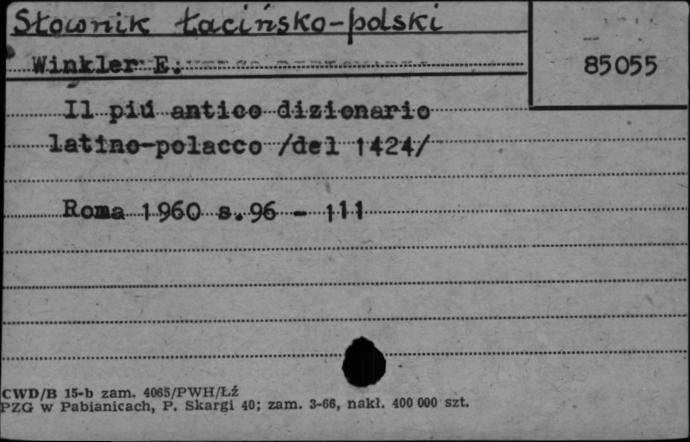 Słownik łacińsko-polski
85055
Winkler E.
Il piú antico dizionario
latino-polacco /del 1424/
Roma 1960 s.96 - 111
CWD/B 15-b zam. 4065/PWH/Łź
PZG w Pabianicach, P. Skargi 40; zam. 3-66, nakł. 400 000 szt.